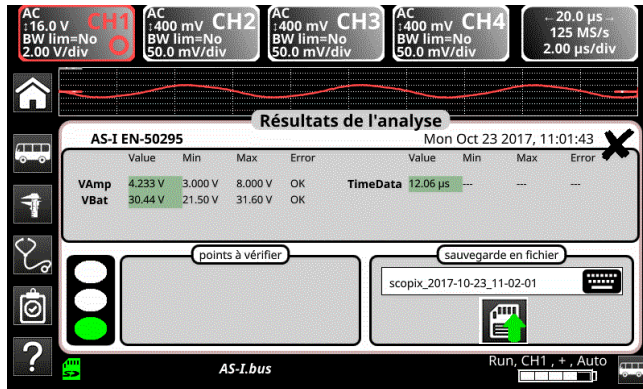 AC
↕16.0 V CH1
BW lim=No
2.00 V/div
AC
↕400 mV CH2
BW lim=No
50.0 mV/div
AC
↕400 mV CH3
BW lim=No
50.0 mV/div
AC
↕400 mV CH4
BW lim=No
50.0 mV/div
←20.0 µs→
125 MS/s
2.00 µs/div
Résultats de l'analyse
AS-I EN-50295 Mon Oct 23 2017, 11:01:43
Value Min Max Error Value Min Max Error
VAmp 4.233 V 3.000 V 8.000 V OK TimeData 12.06 µs --- --- ---
VBat 30.44 V 21.50 V 31.60 V OK
points à vérifier
sauvegarde en fichier
scopix_2017-10-23_11-02-01
?
AS-I.bus
Run, CH1 , + , Auto